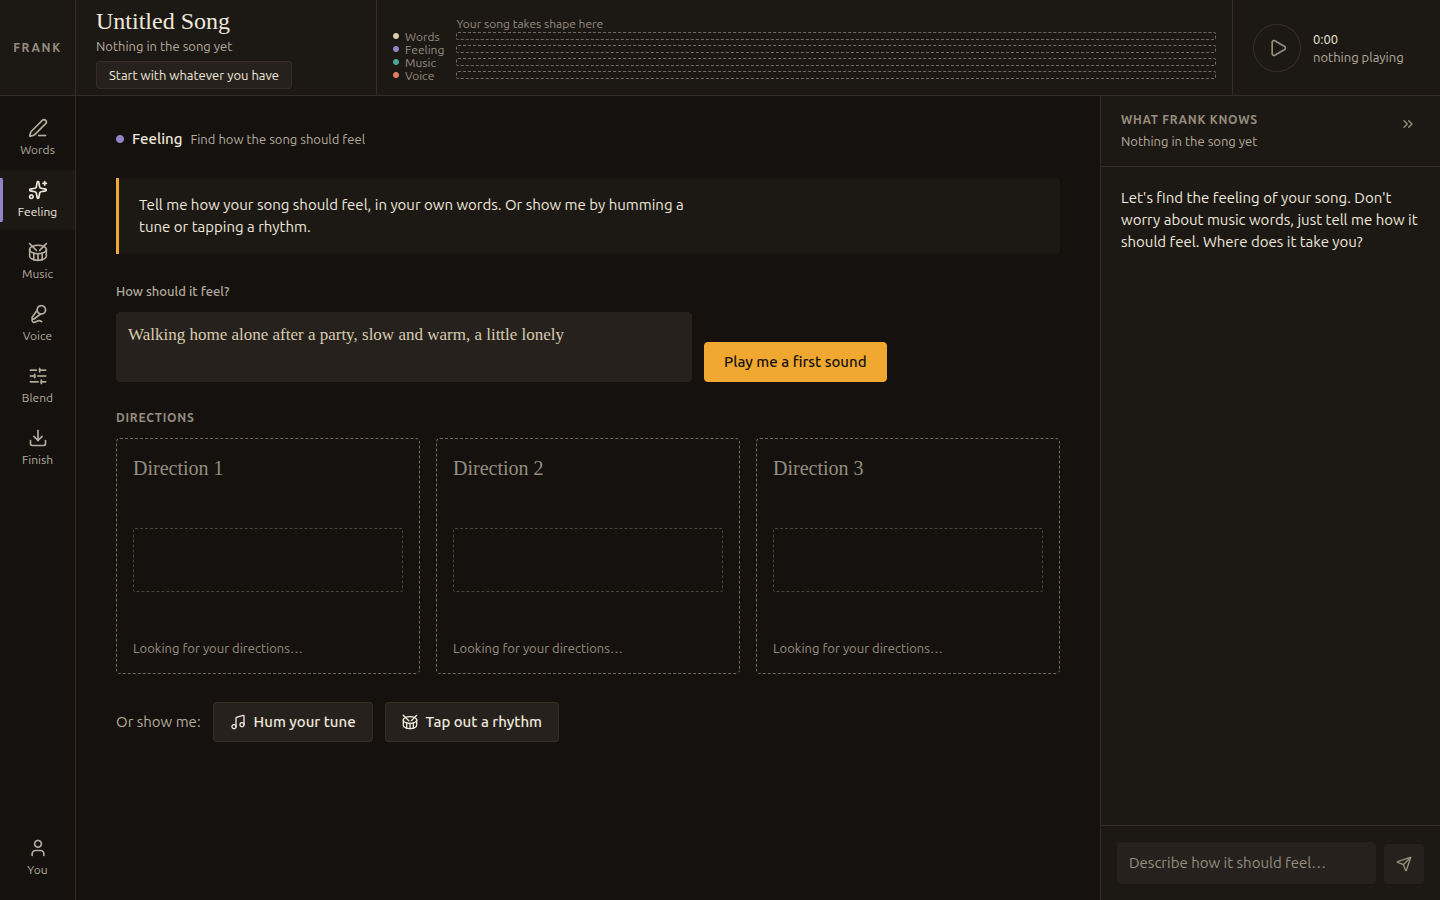 FRANK
Untitled Song
Nothing in the song yet
Start with whatever you have
Your song takes shape here
Words
Feeling
Music
Voice
0:00
nothing playing
Words
Feeling
Music
Voice
Blend
Finish
You
Feeling Find how the song should feel
Tell me how your song should feel, in your own words. Or show me by humming a
tune or tapping a rhythm.
How should it feel?
Walking home alone after a party, slow and warm, a little lonely
Play me a first sound
DIRECTIONS
Direction 1
Looking for your directions...
Direction 2
Looking for your directions...
Direction 3
Looking for your directions...
Or show me:
Hum your tune
Tap out a rhythm
WHAT FRANK KNOWS
Nothing in the song yet
Let's find the feeling of your song. Don't
worry about music words, just tell me how it
should feel. Where does it take you?
Describe how it should feel...